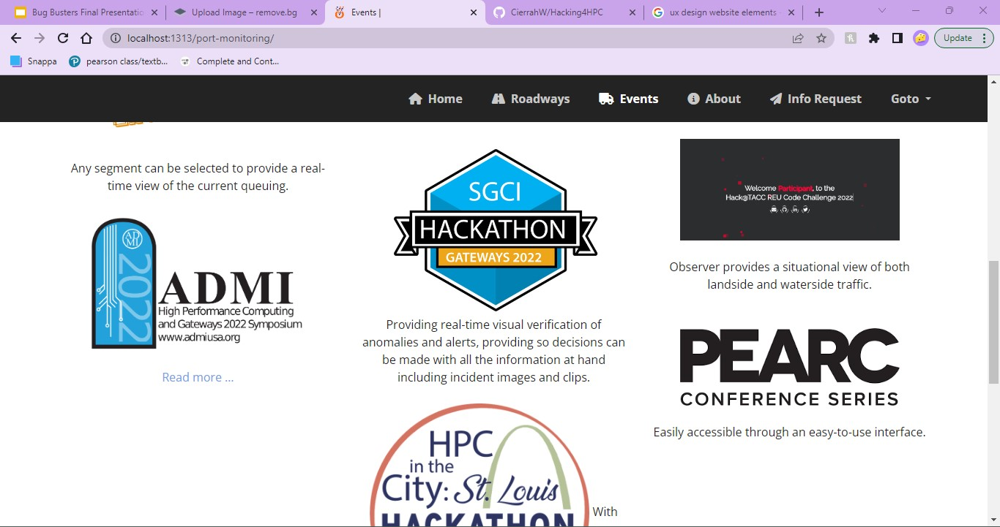 Bug Busters Final Presentatio
Upload Image – remove.bg
Events |
CierrahW/Hacking4HPC
ux design website elements
localhost:1313/port-monitoring/
Update
Snappa
pearson class/textb...
Complete and Cont...
Home
Roadways
Events
About
Info Request
Goto
Any segment can be selected to provide a real-
time view of the current queuing.
AD
MI
2022
ADMI
High Performance Computing
and Gateways 2022 Symposium
www.admiusa.org
Read more ...
SGCI
HACKATHON
GATEWAYS 2022
Providing real-time visual verification of
anomalies and alerts, providing so decisions can
be made with all the information at hand
including incident images and clips.
HPC
in the
City: St. Louis
HACKATHON
With
Welcome Participant, to the
Hack@TACC REU Code Challenge 2022
Observer provides a situational view of both
landside and waterside traffic.
PEARC
CONFERENCE SERIES
Easily accessible through an easy-to-use interface.